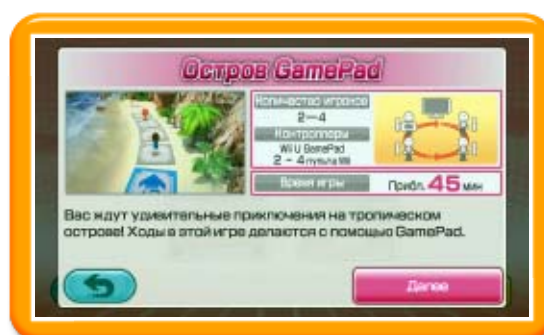 Остров GamePad
Количество игроков
2–4
Контроллеры
Wii U GamePad
2 – 4 пульта Wii
Время игры
Прибл. 45 мин
Вас ждут удивительные приключения на тропическом
острове! Ходы в этой игре делаются с помощью GamePad.
Далее